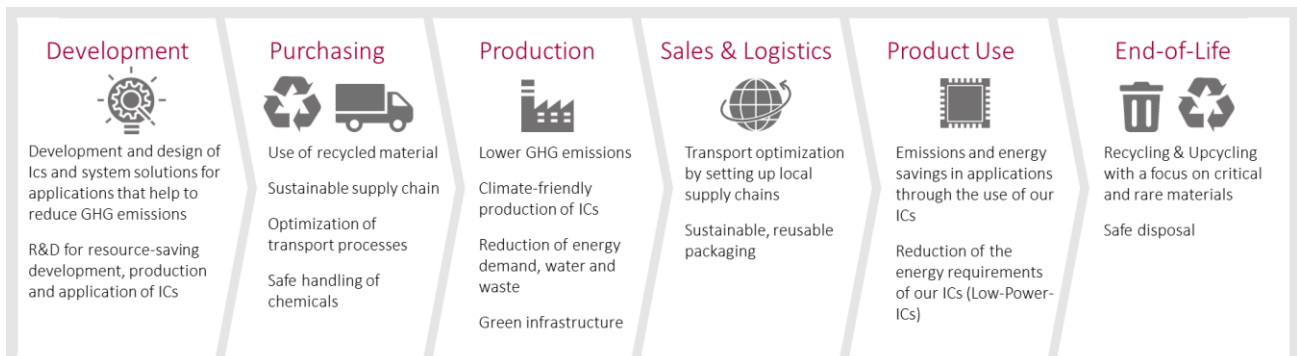 Development
Development and design of
Ics and system solutions for
applications that help to
reduce GHG emissions
R&D for resource-saving
development, production
and application of ICs
Purchasing
Use of recycled material
Sustainable supply chain
Optimization of
transport processes
Safe handling of
chemicals
Production
Lower GHG emissions
Climate-friendly
production of ICs
Reduction of energy
demand, water and
waste
Green infrastructure
Sales & Logistics
Transport optimization
by setting up local
supply chains
Sustainable, reusable
packaging
Product Use
Emissions and energy
savings in applications
through the use of our
ICs
Reduction of the
energy requirements
of our ICs (Low-Power-
ICs)
End-of-Life
Recycling & Upcycling
with a focus on critical
and rare materials
Safe disposal